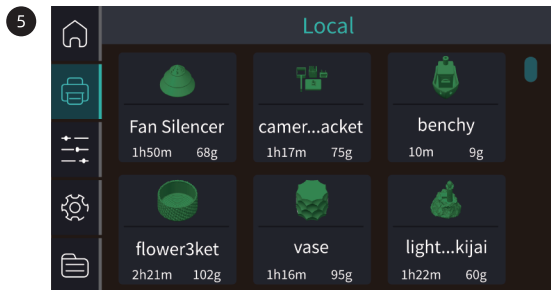 5
Local
Fan Silencer
camer...acket
benchy
1h50m 68g
1h17m 75g
10m 9g
flower3ket
vase
light...kijai
2h21m 102g
1h16m 95g
1h22m 60g